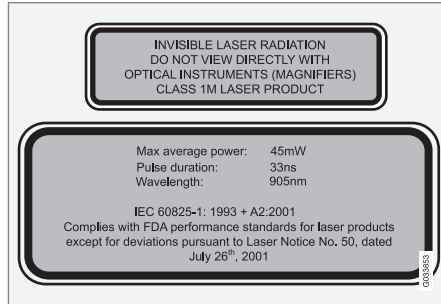 INVISIBLE LASER RADIATION
DO NOT VIEW DIRECTLY WITH
OPTICAL INSTRUMENTS (MAGNIFIERS)
CLASS 1M LASER PRODUCT
Max average power: 45mW
Pulse duration: 33ns
Wavelength: 905nm
IEC 60825-1: 1993 + A2:2001
Complies with FDA performance standards for laser products
except for deviations pursuant to Laser Notice No. 50, dated
July 26th, 2001
G033853